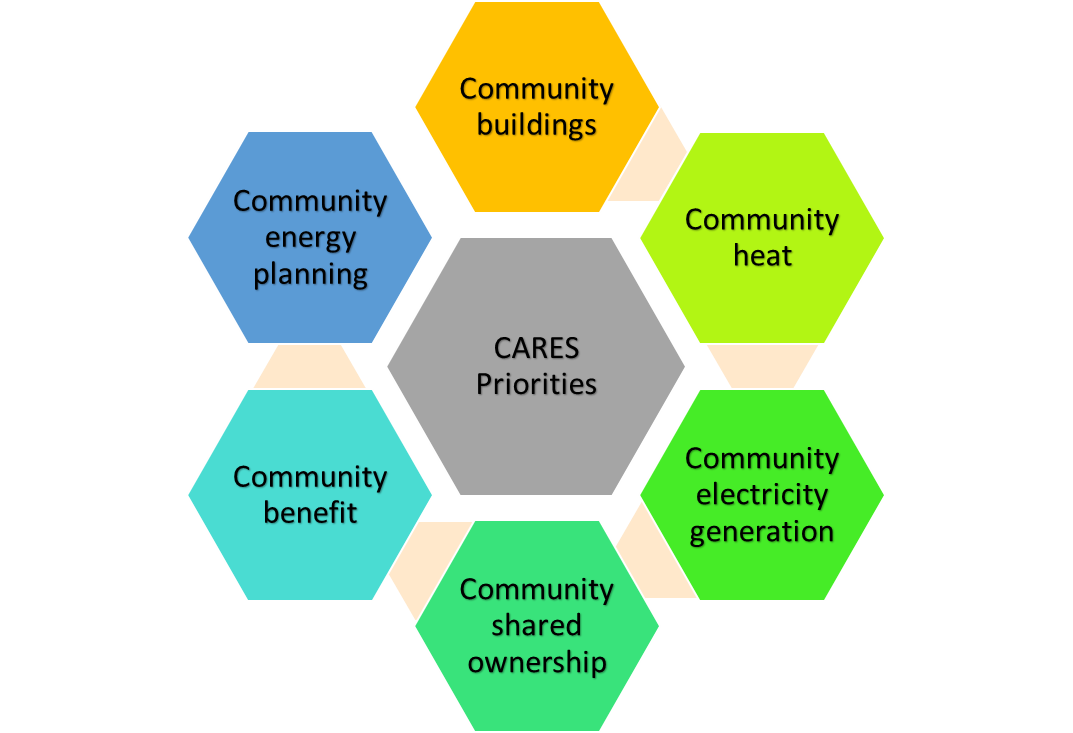 Community
buildings
Community
heat
Community
electricity
generation
Community
shared
ownership
Community
benefit
Community
energy
planning
CARES
Priorities